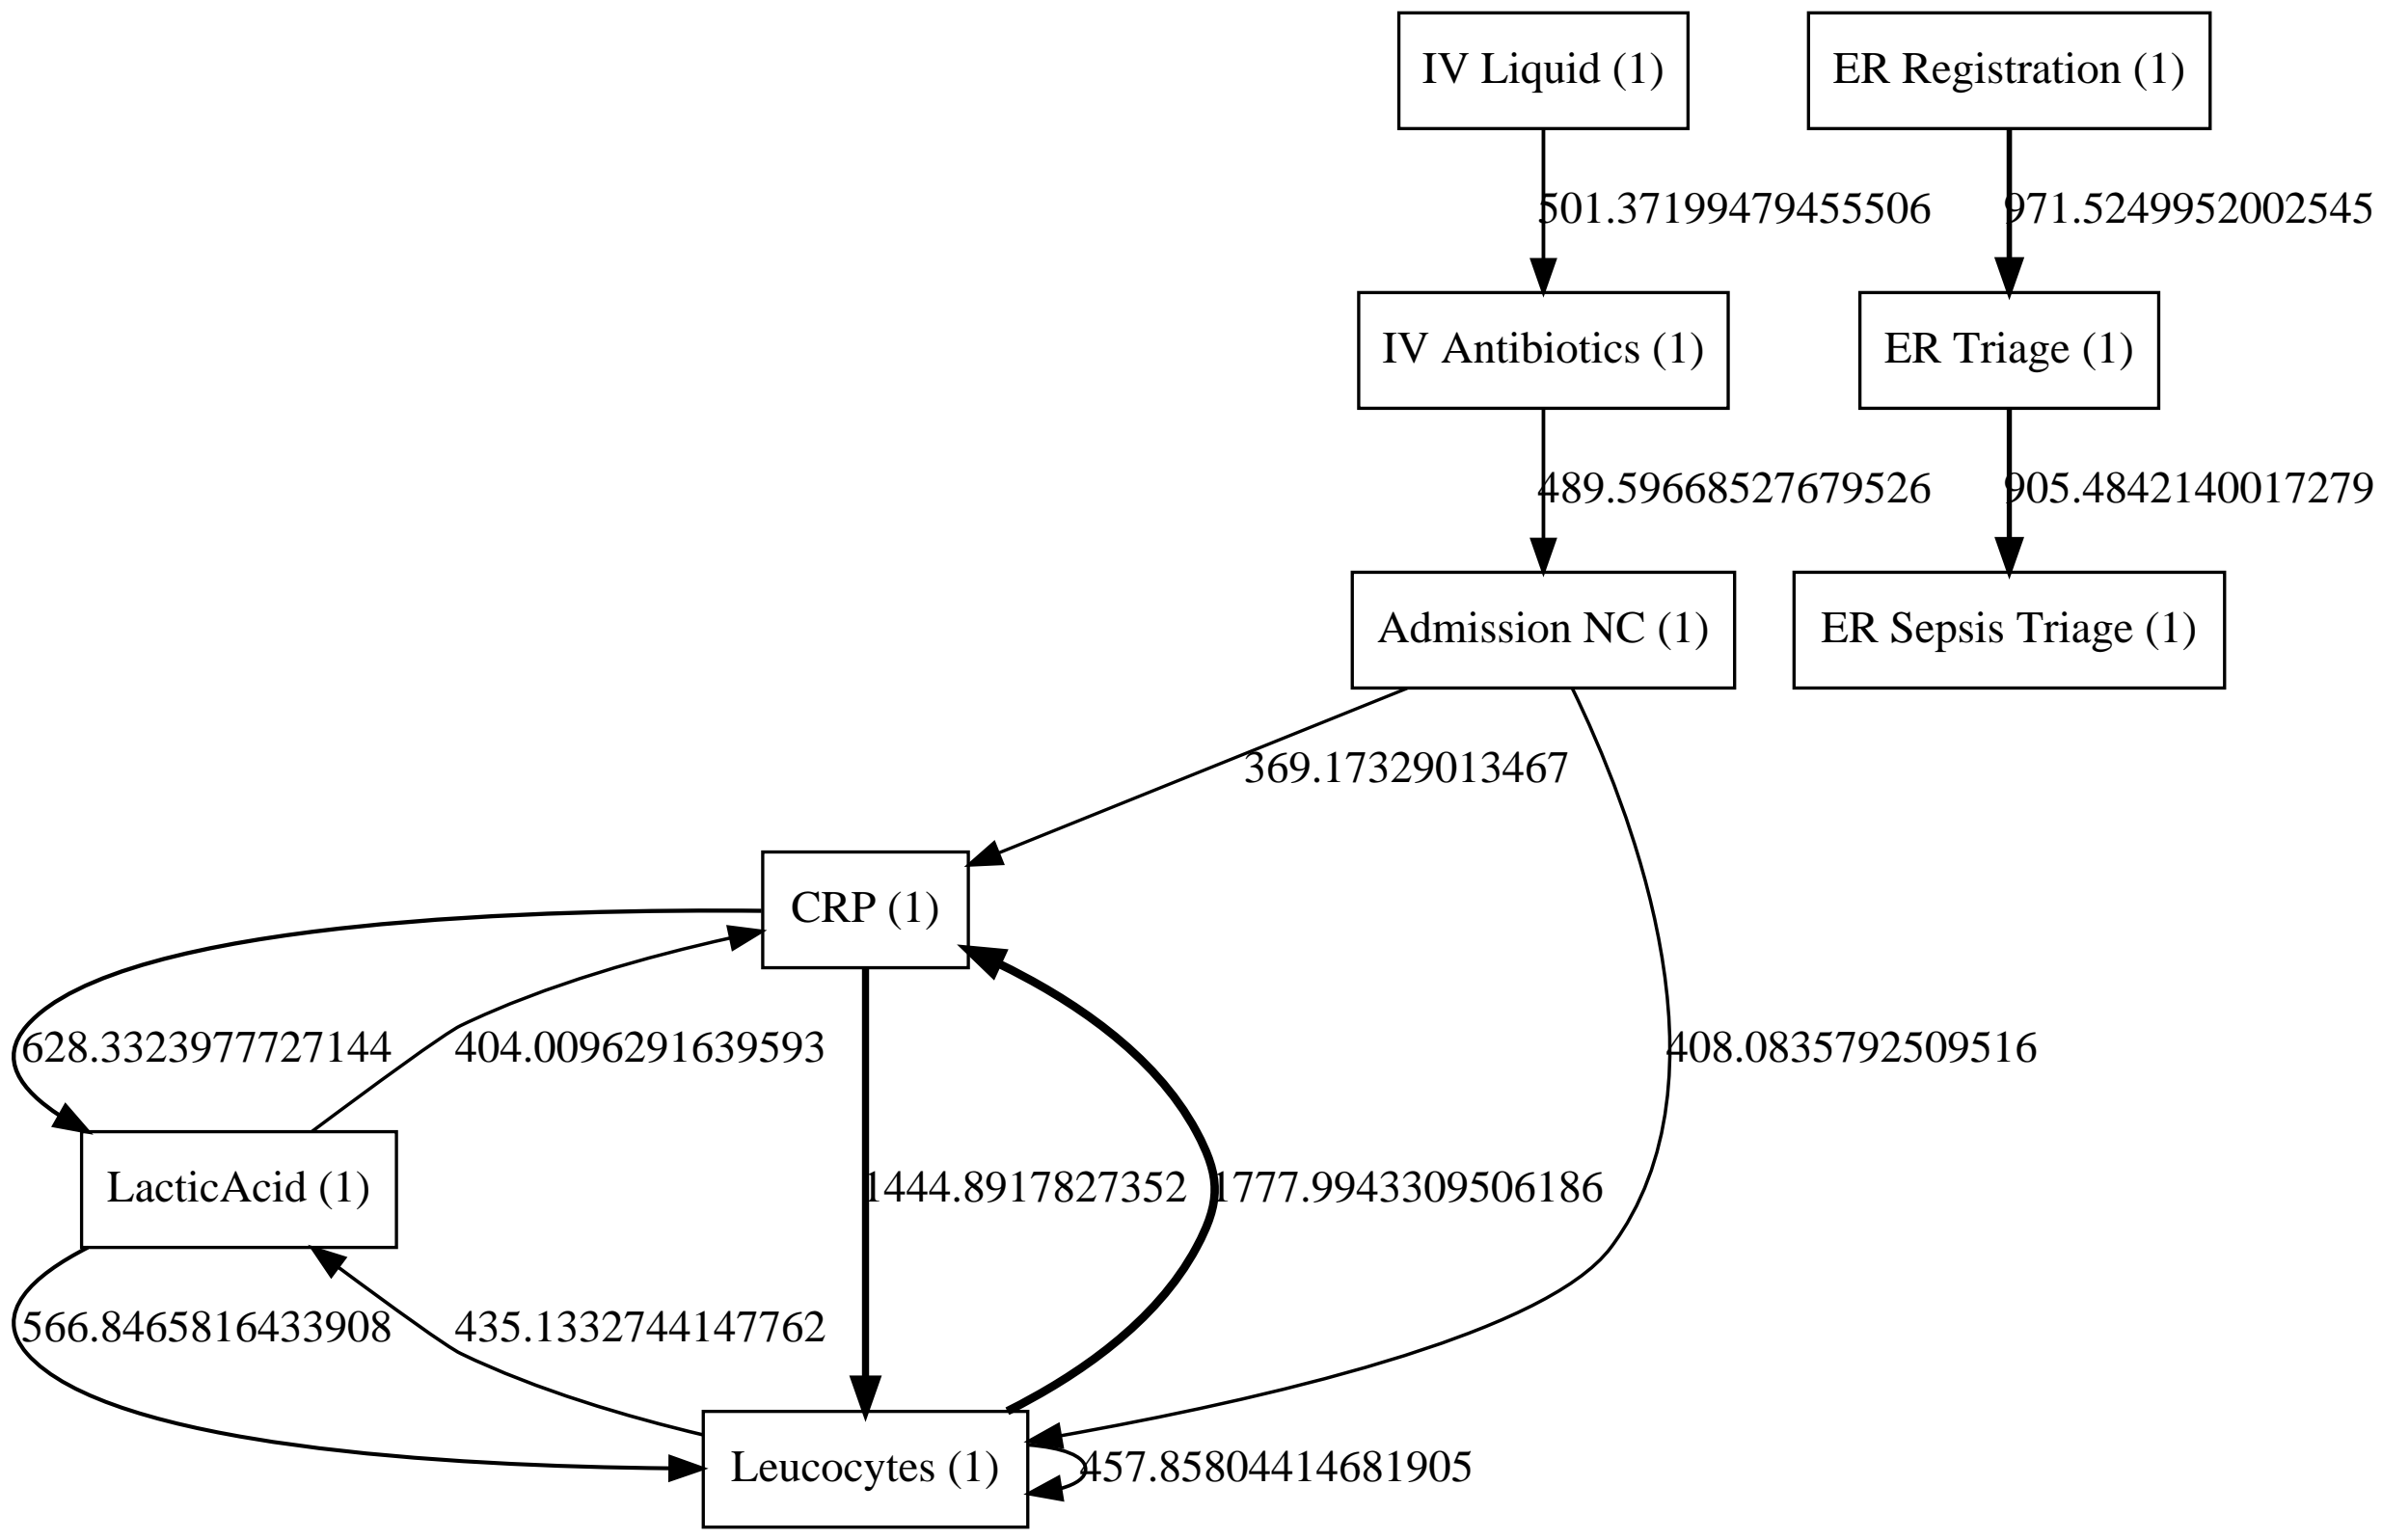 IV Liquid (1)
ER Registration (1)
501.37199479455506
971.5249952002545
IV Antibiotics (1)
ER Triage (1)
489.59668527679526
905.4842140017279
Admission NC (1)
ER Sepsis Triage (1)
369.17329013467
CRP (1)
628.3323977727144
404.0096291639593
408.0835792509516
LacticAcid (1)
1444.8917827352
1777.9943309506186
566.8465816433908
435.1332744147762
Leucocytes (1)
457.85804414681905